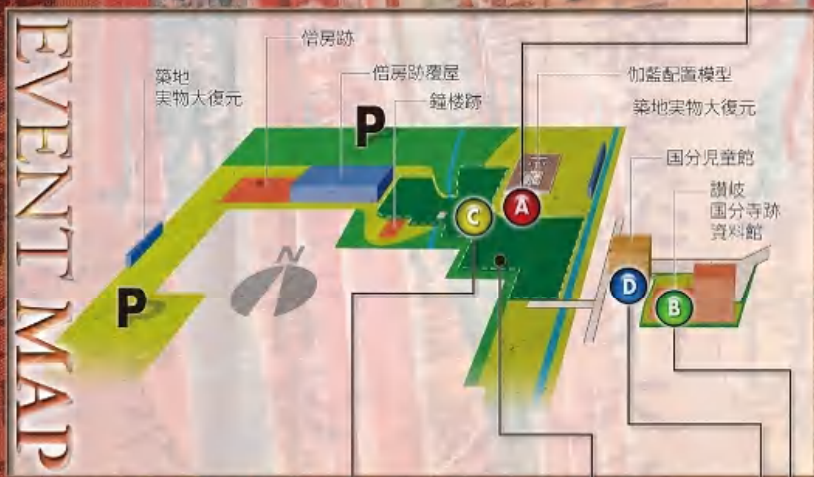 EVENT MAP
僧房跡
築地
実物大復元
僧房跡覆屋
鐘楼跡
P
伽藍配置模型
築地実物大復元
国分児童館
讃岐
国分寺跡
資料館
C
A
N
P
D
B